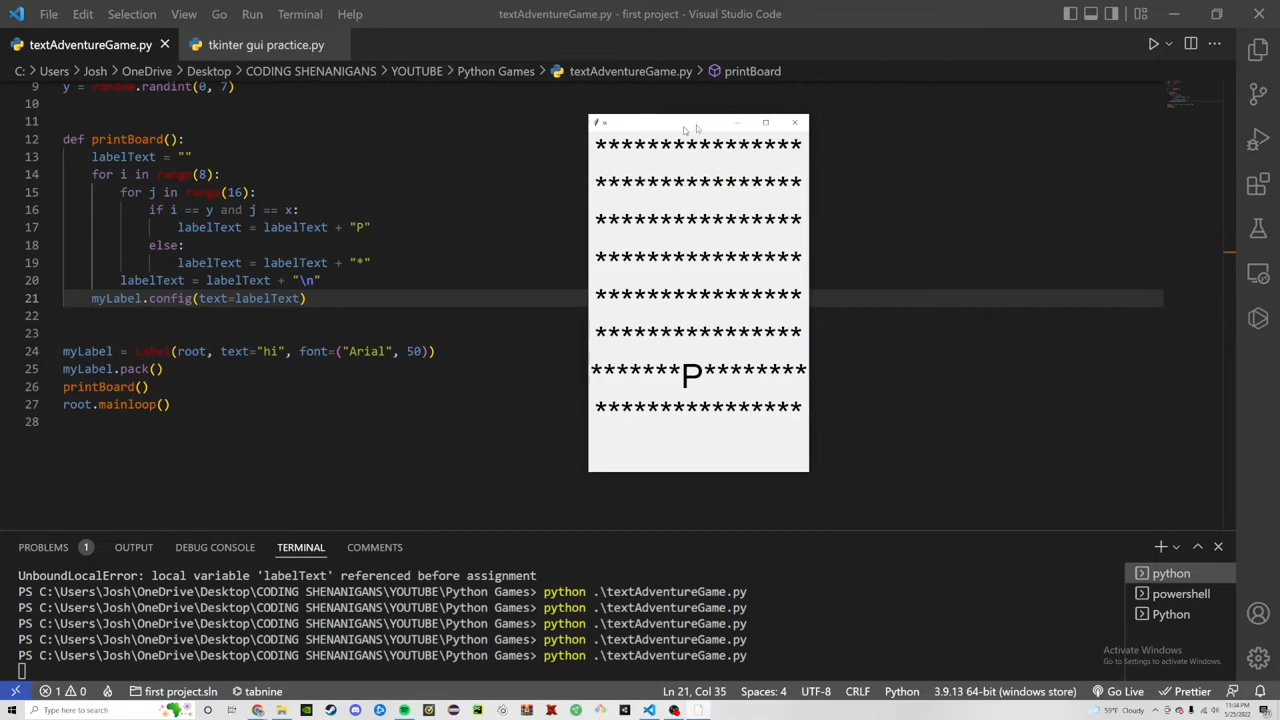 File Edit Selection View Go Run Terminal Help
textAdventureGame.py - first project - Visual Studio Code
textAdventureGame.py
tkinter gui practice.py
C: > Users > Josh > OneDrive > Desktop > CODING SHENANIGANS > YOUTUBE > Python Games > textAdventureGame.py > printBoard
9 y = random.randint(0, 7)
10
11
12 def printBoard():
13 labelText = ""
14 for i in range(8):
15 for j in range(16):
16 if i == y and j == x:
17 labelText = labelText + "P"
18 else:
19 labelText = labelText + "*"
20 labelText = labelText + "\n"
21 myLabel.config(text=labelText)
22
23
24 myLabel = Label(root, text="hi", font=("Arial", 50))
25 myLabel.pack()
26 printBoard()
27 root.mainloop()
28
tk
****************
****************
****************
****************
****************
****************
*******P********
****************
PROBLEMS 1 OUTPUT DEBUG CONSOLE TERMINAL COMMENTS
UnboundLocalError: local variable 'labelText' referenced before assignment
PS C:\Users\Josh\OneDrive\Desktop\CODING SHENANIGANS\YOUTUBE\Python Games> python .\textAdventureGame.py
PS C:\Users\Josh\OneDrive\Desktop\CODING SHENANIGANS\YOUTUBE\Python Games> python .\textAdventureGame.py
PS C:\Users\Josh\OneDrive\Desktop\CODING SHENANIGANS\YOUTUBE\Python Games> python .\textAdventureGame.py
PS C:\Users\Josh\OneDrive\Desktop\CODING SHENANIGANS\YOUTUBE\Python Games> python .\textAdventureGame.py
PS C:\Users\Josh\OneDrive\Desktop\CODING SHENANIGANS\YOUTUBE\Python Games> python .\textAdventureGame.py
python
powershell
Python
Activate Windows
Go to Settings to activate Windows.
1 0 first project.sln tabnine
Ln 21, Col 35 Spaces: 4 UTF-8 CRLF Python 3.9.13 64-bit (windows store) Go Live Prettier
Type here to search
59°F Cloudy
11:34 PM
5/25/2022